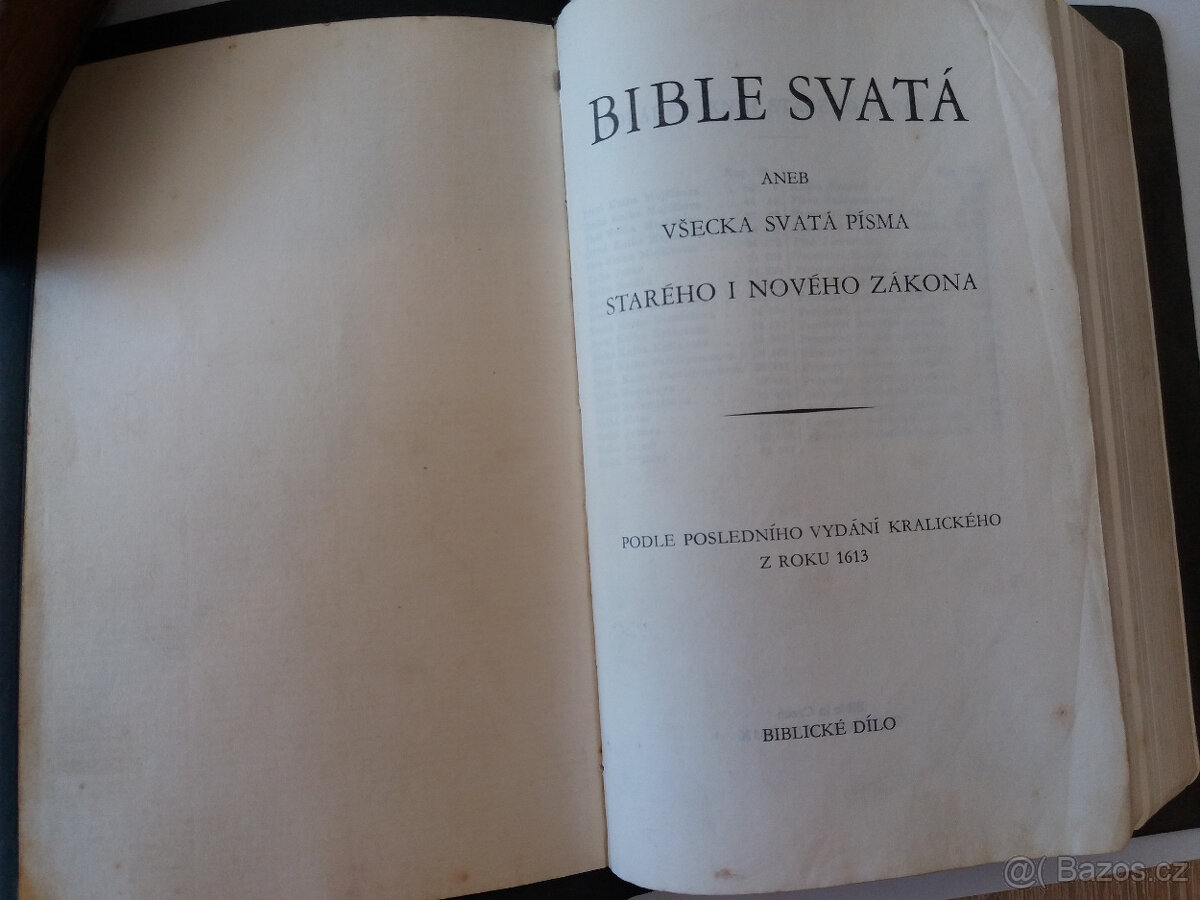 BIBLE SVATÁ
ANEB
VŠECKA SVATÁ PÍSMA
STARÉHO I NOVÉHO ZÁKONA
PODLE POSLEDNÍHO VYDÁNÍ KRALICKÉHO
Z ROKU 1613
BIBLICKÉ DÍLO
@( Bazos.cz